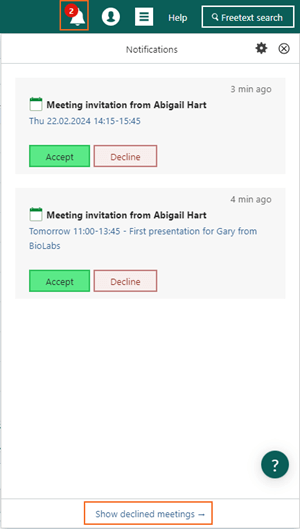 2
Help
Freetext search
Notifications
3 min ago
Meeting invitation from Abigail Hart
Thu 22.02.2024 14:15-15:45
Accept
Decline
4 min ago
Meeting invitation from Abigail Hart
Tomorrow 11:00-13:45 - First presentation for Gary from
BioLabs
Accept
Decline
?
Show declined meetings →